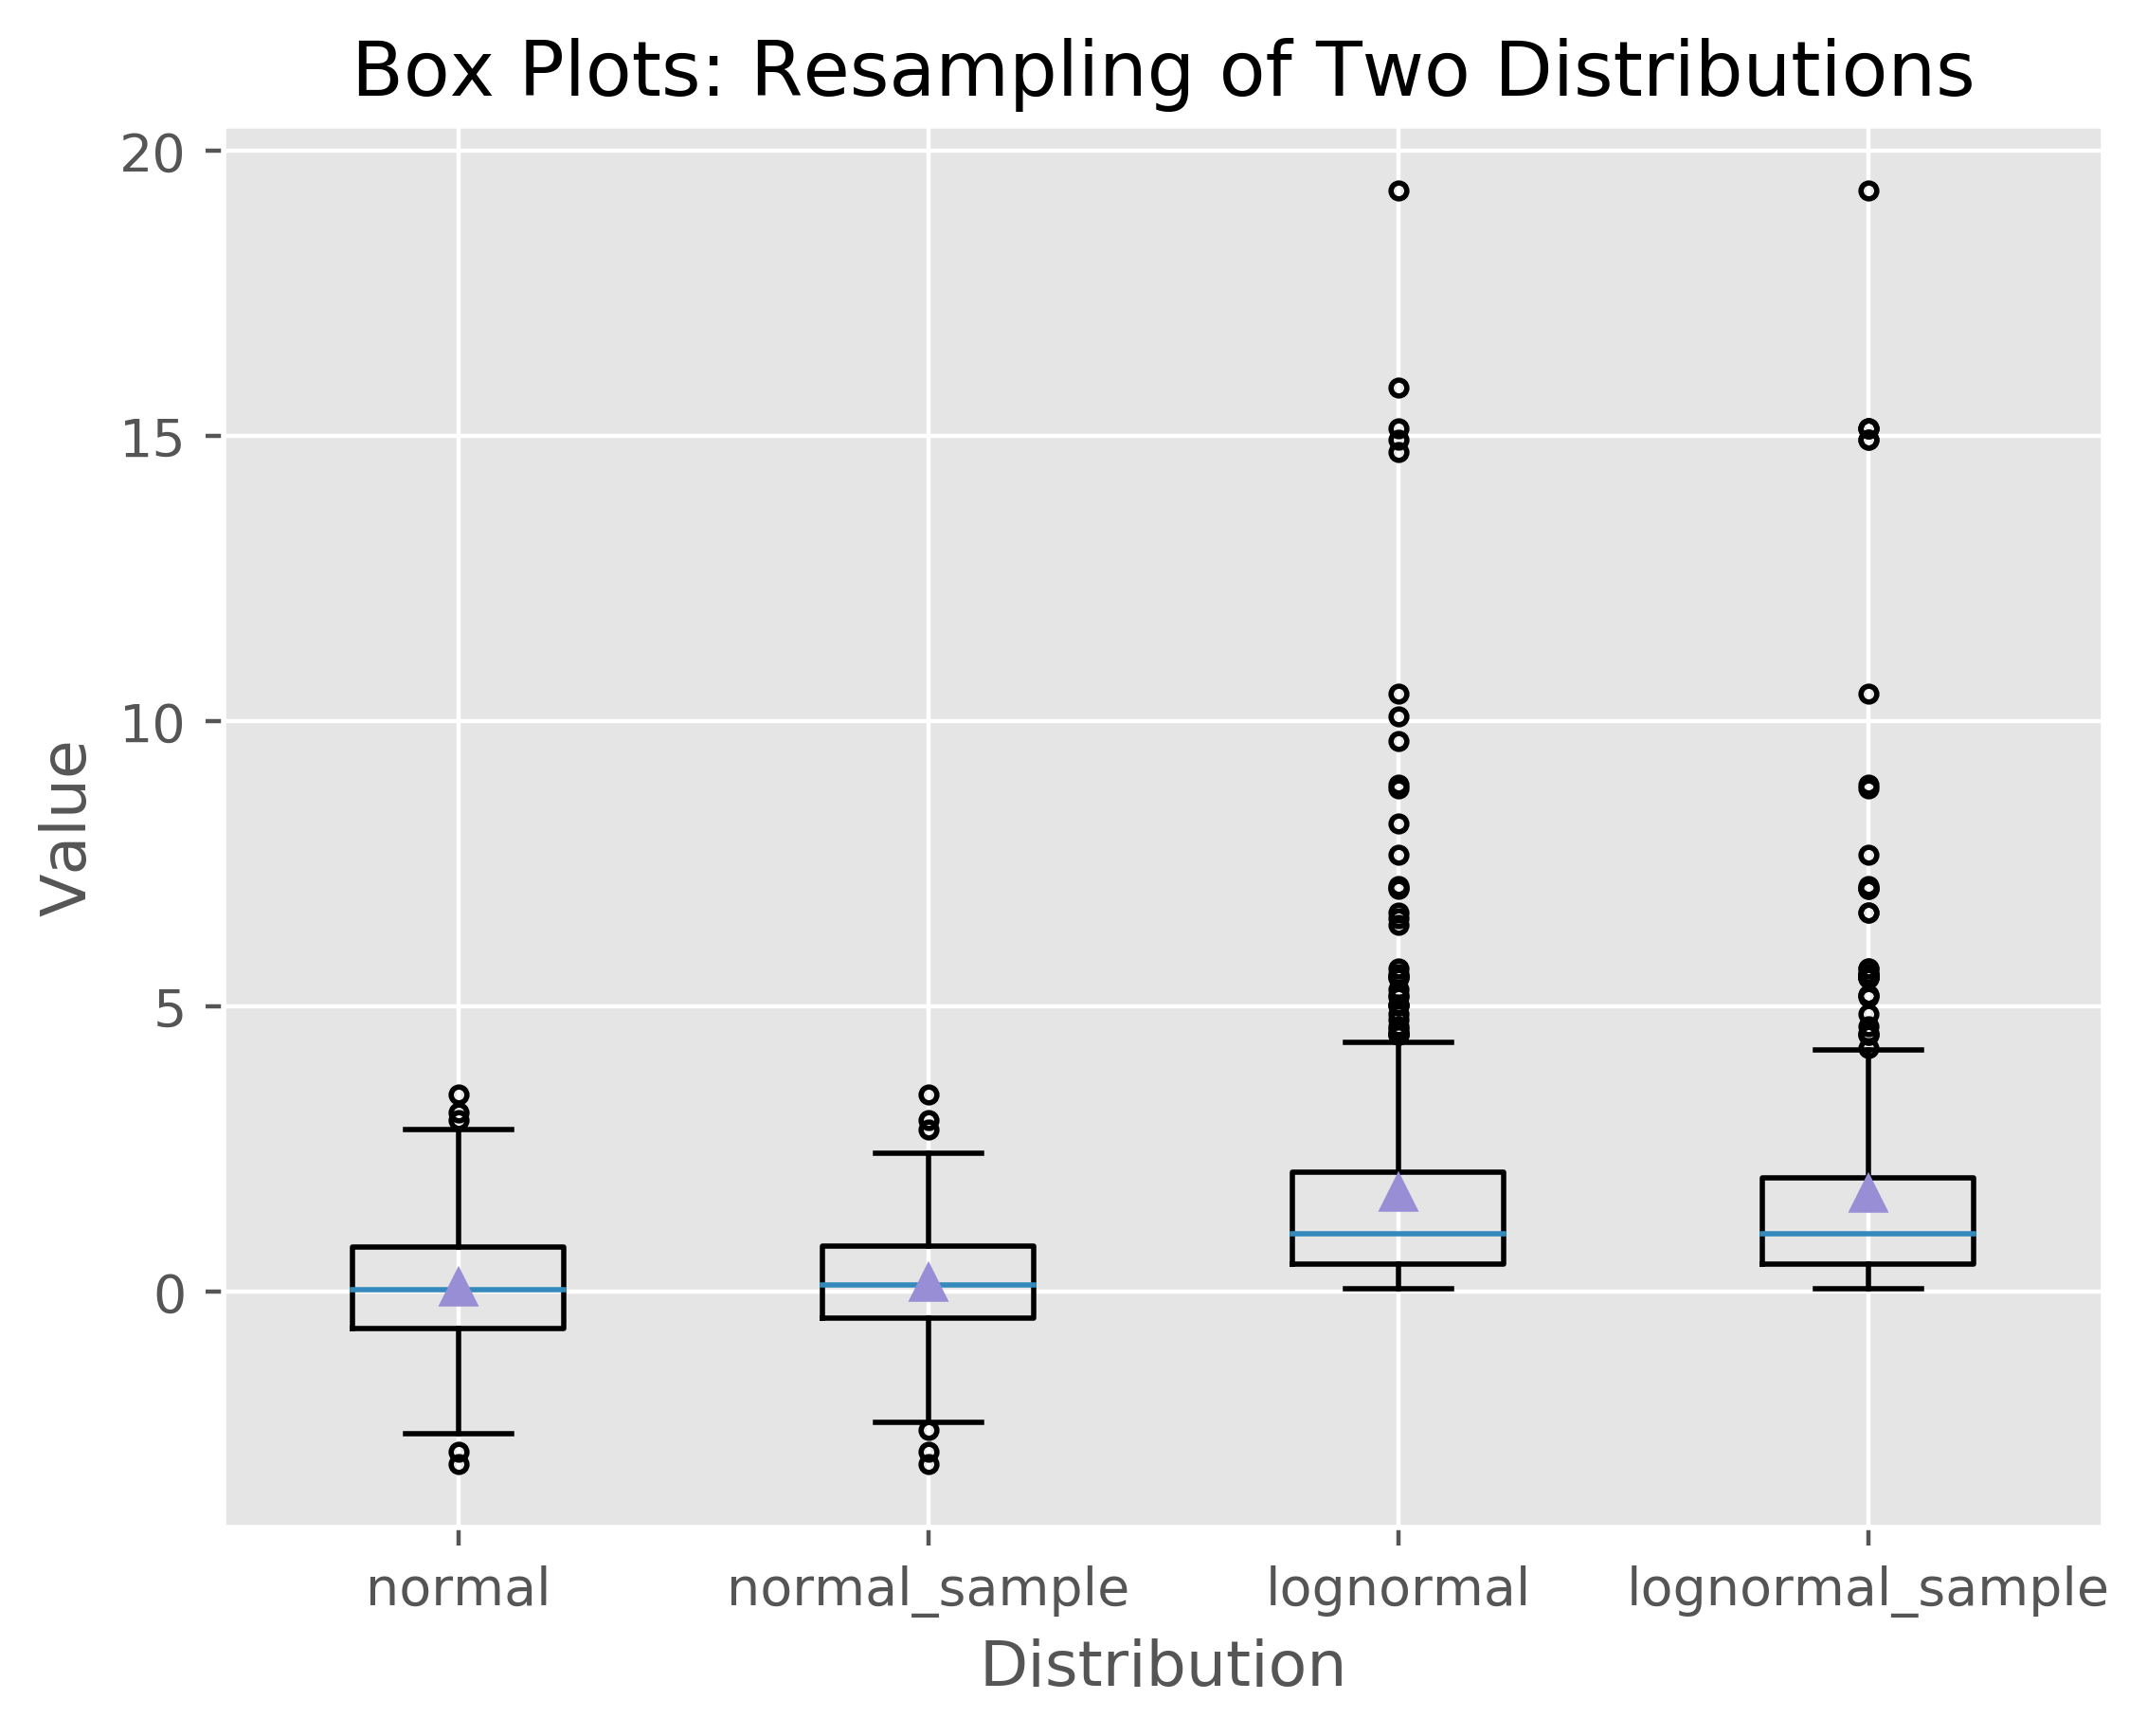 Box Plots: Resampling of Two Distributions
20
15
10
5
0
Value
normal normal_sample lognormal lognormal_sample
Distribution